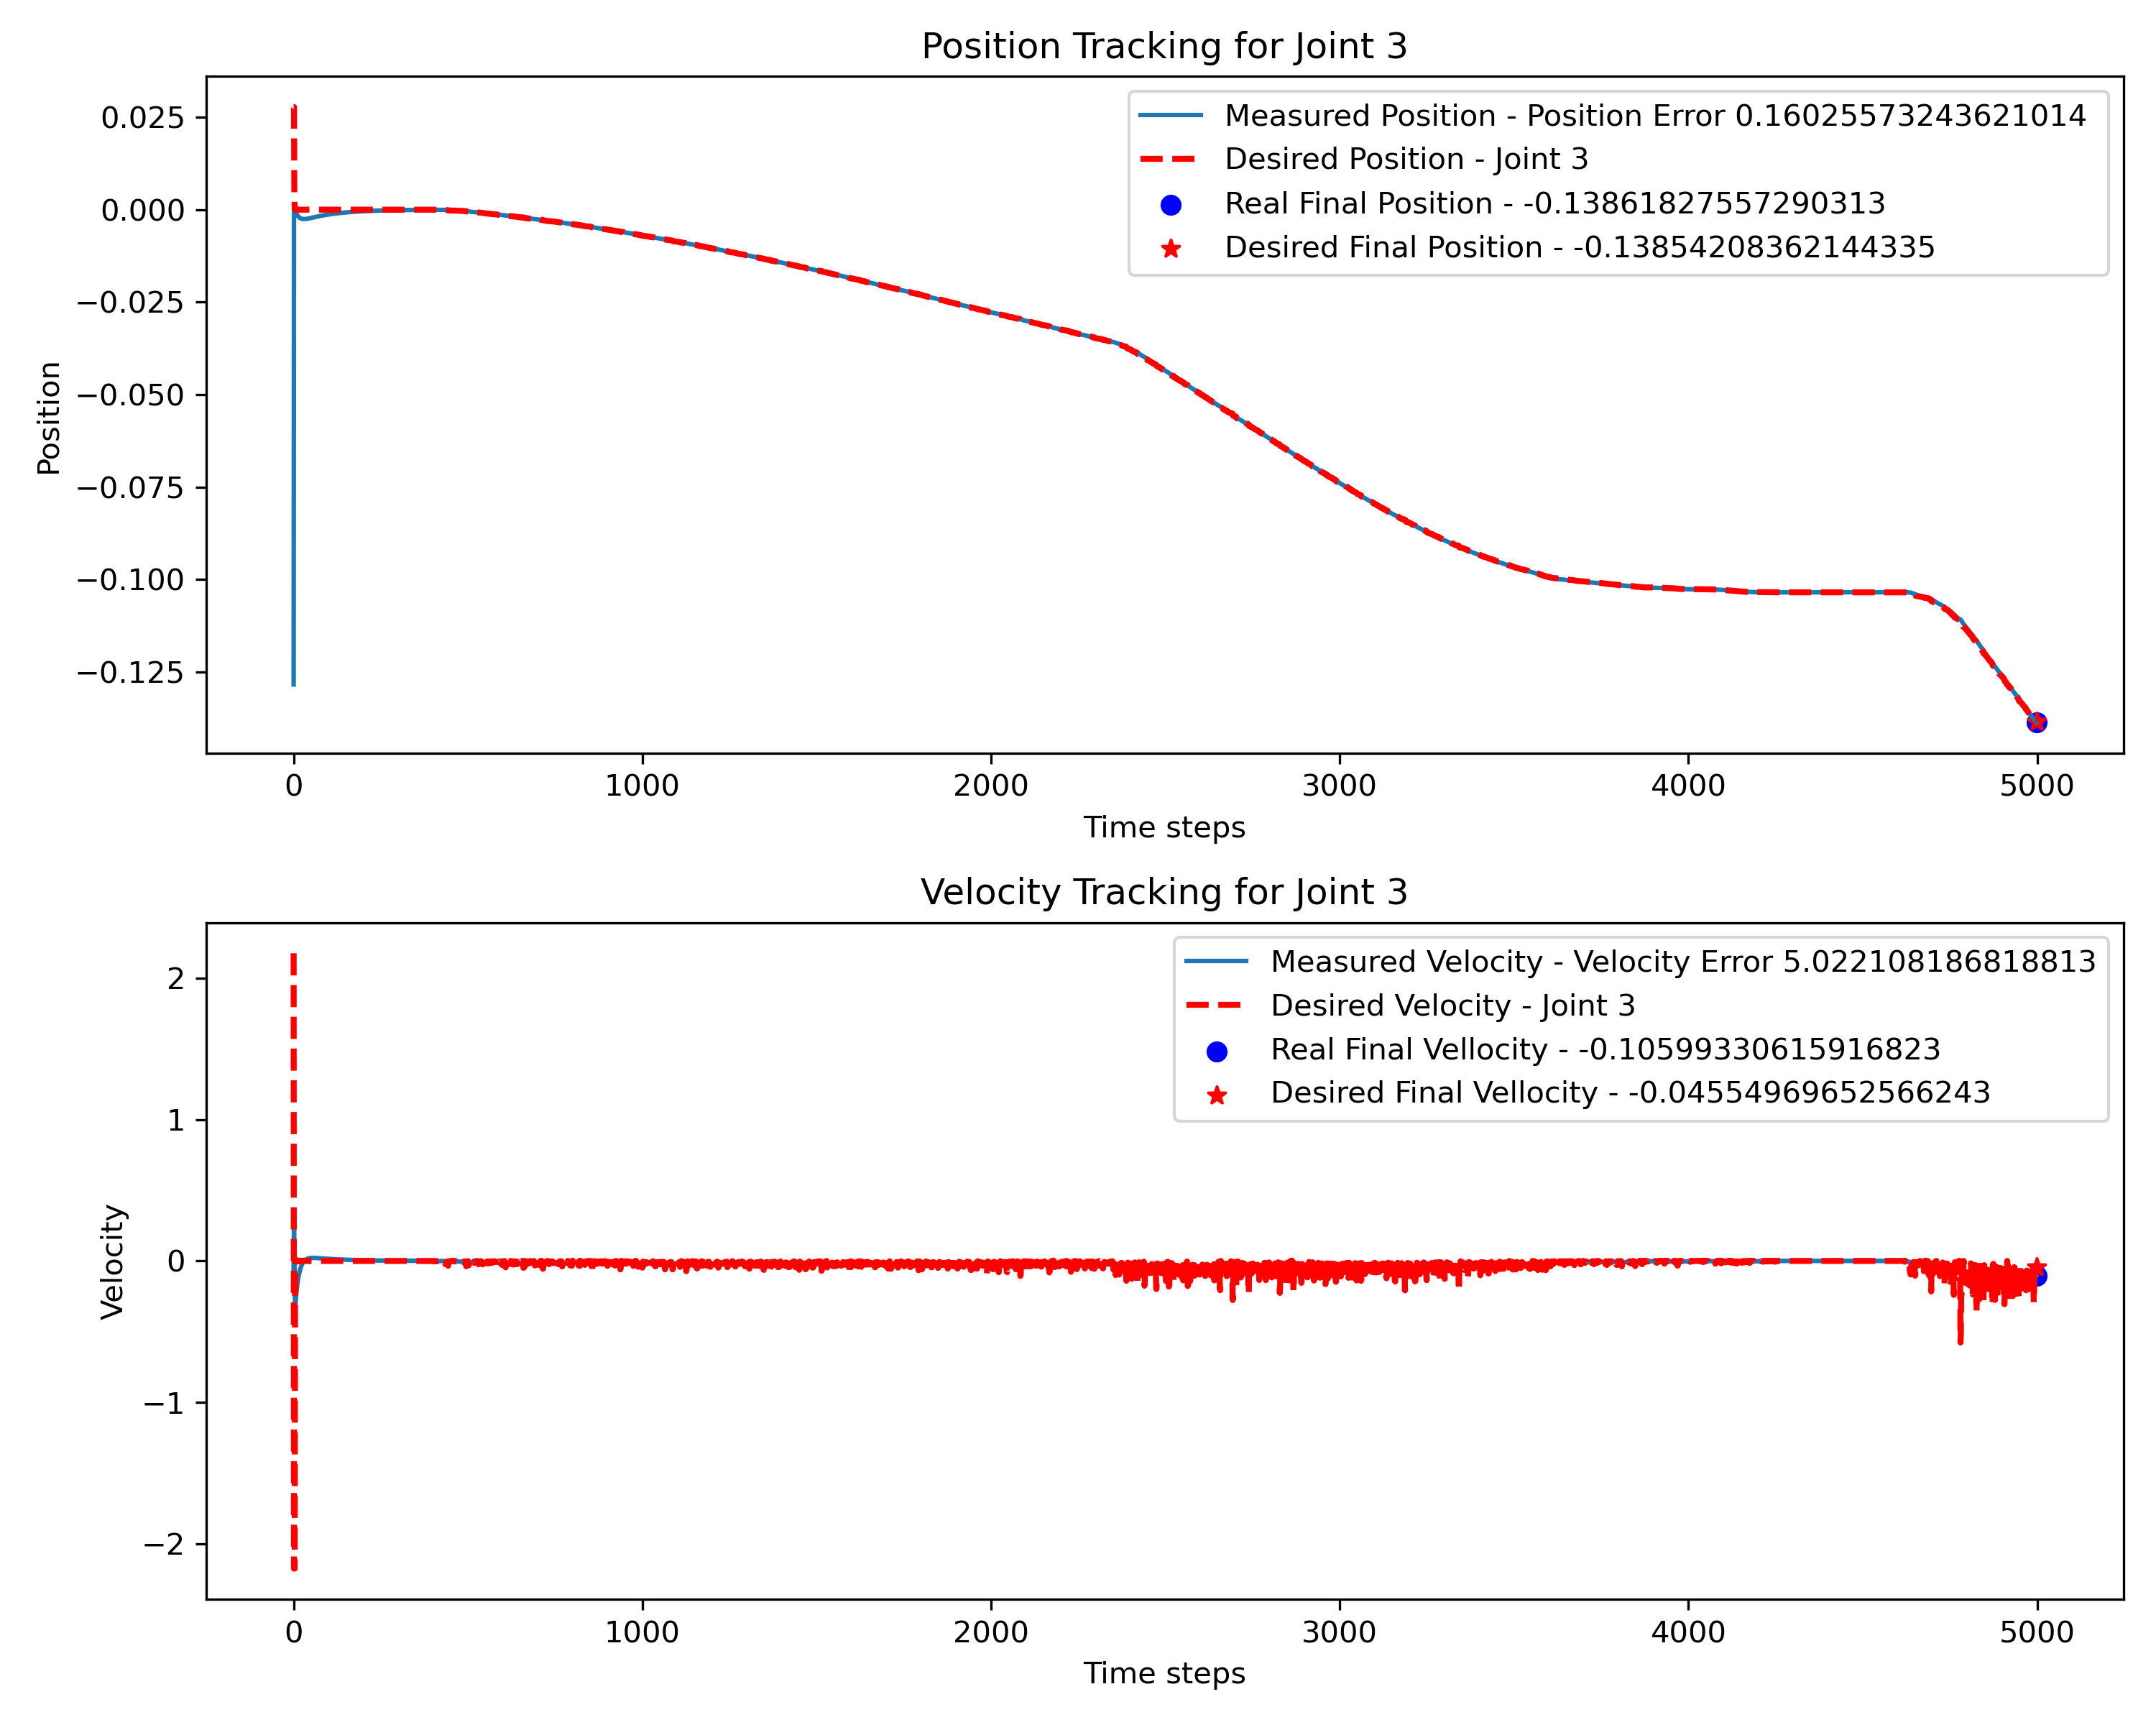 Position Tracking for Joint 3
Measured Position - Position Error 0.16025573243621014
Desired Position - Joint 3
Real Final Position - -0.13861827557290313
Desired Final Position - -0.13854208362144335
0.025
0.000
−0.025
−0.050
−0.075
−0.100
−0.125
Position
0 1000 2000 3000 4000 5000
Time steps
Velocity Tracking for Joint 3
Measured Velocity - Velocity Error 5.022108186818813
Desired Velocity - Joint 3
Real Final Vellocity - -0.10599330615916823
Desired Final Vellocity - -0.04554969652566243
2
1
0
−1
−2
Velocity
0 1000 2000 3000 4000 5000
Time steps